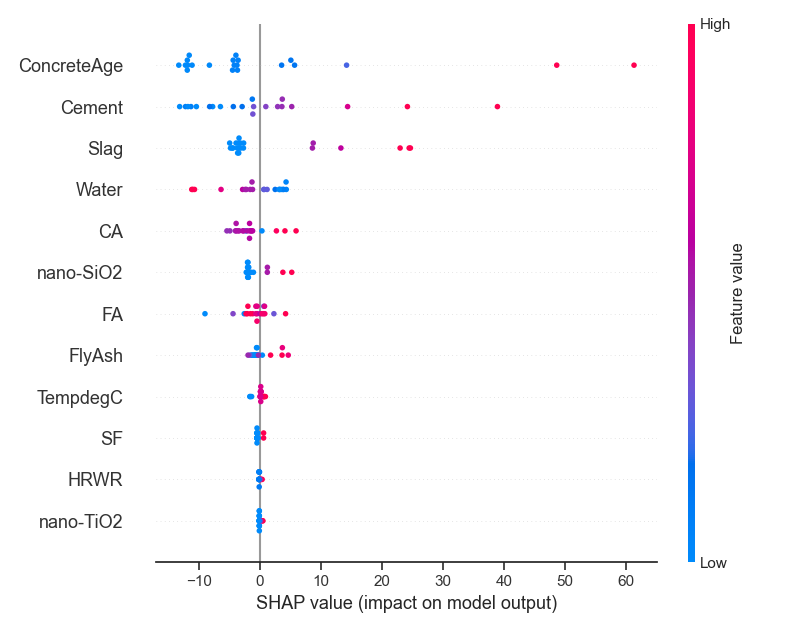 High
ConcreteAge
Cement
Slag
Water
CA
nano-SiO2
FA
FlyAsh
TempdegC
SF
HRWR
nano-TiO2
Feature value
Low
−10 0 10 20 30 40 50 60
SHAP value (impact on model output)